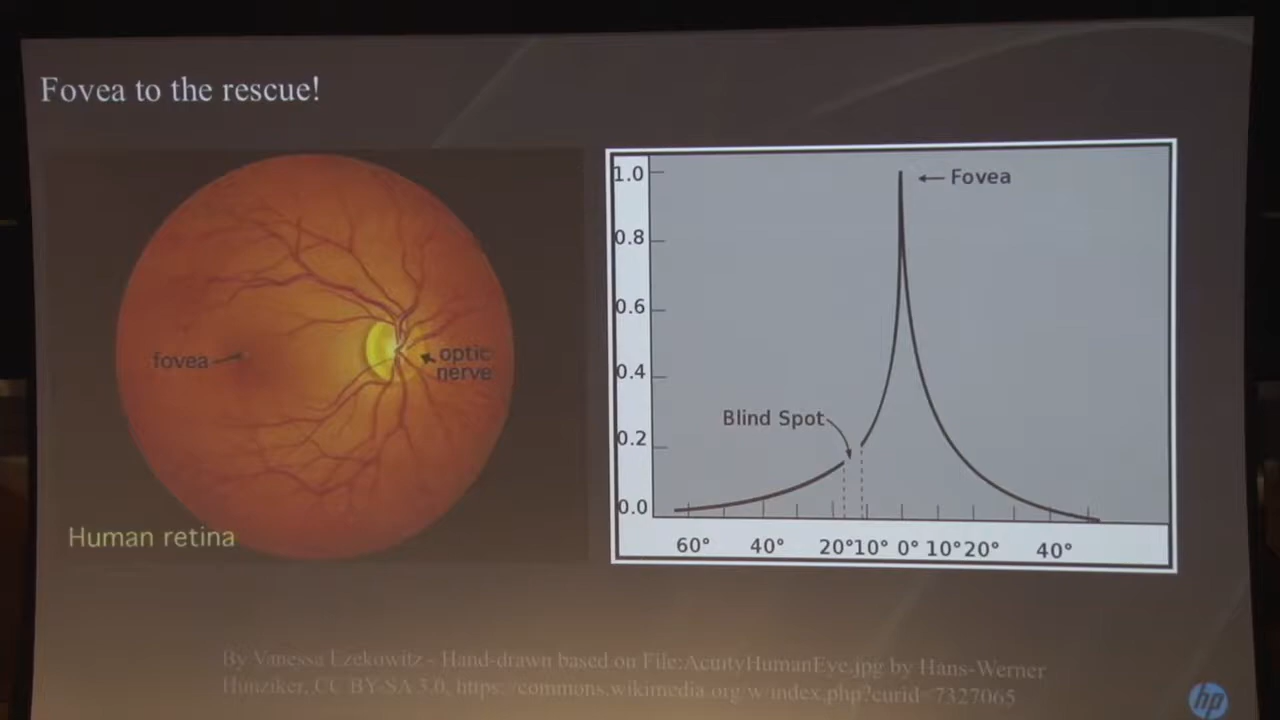 Fovea to the rescue!
fovea
optic
nerve
Human retina
1.0
0.8
0.6
0.4
0.2
0.0
Fovea
Blind Spot
60° 40° 20° 10° 0° 10° 20° 40°
By Vanessa Ezekowitz - Hand-drawn based on File:AcuityHumanEye.jpg by Hans-Werner
Hunziker, CC BY-SA 3.0, https://commons.wikimedia.org/w/index.php?curid=7327065
hp